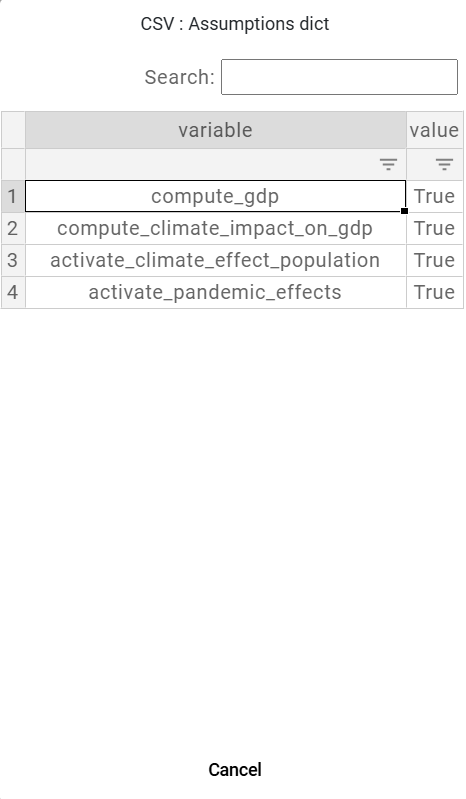 CSV : Assumptions dict
Search:
variable value
1 compute_gdp True
2 compute_climate_impact_on_gdp True
3 activate_climate_effect_population True
4 activate_pandemic_effects True
Cancel